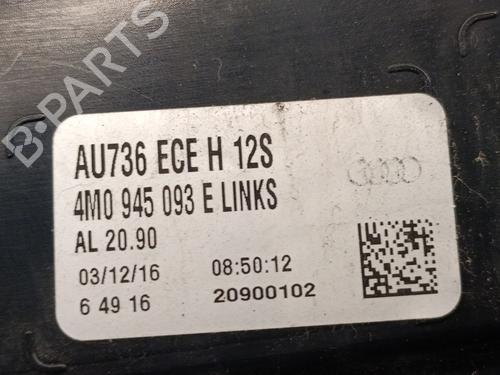 B-PARTS
AU736 ECE H 12S
4M0 945 093 E LINKS
AL 20.90
03/12/16 08:50:12
6 49 16 20900102